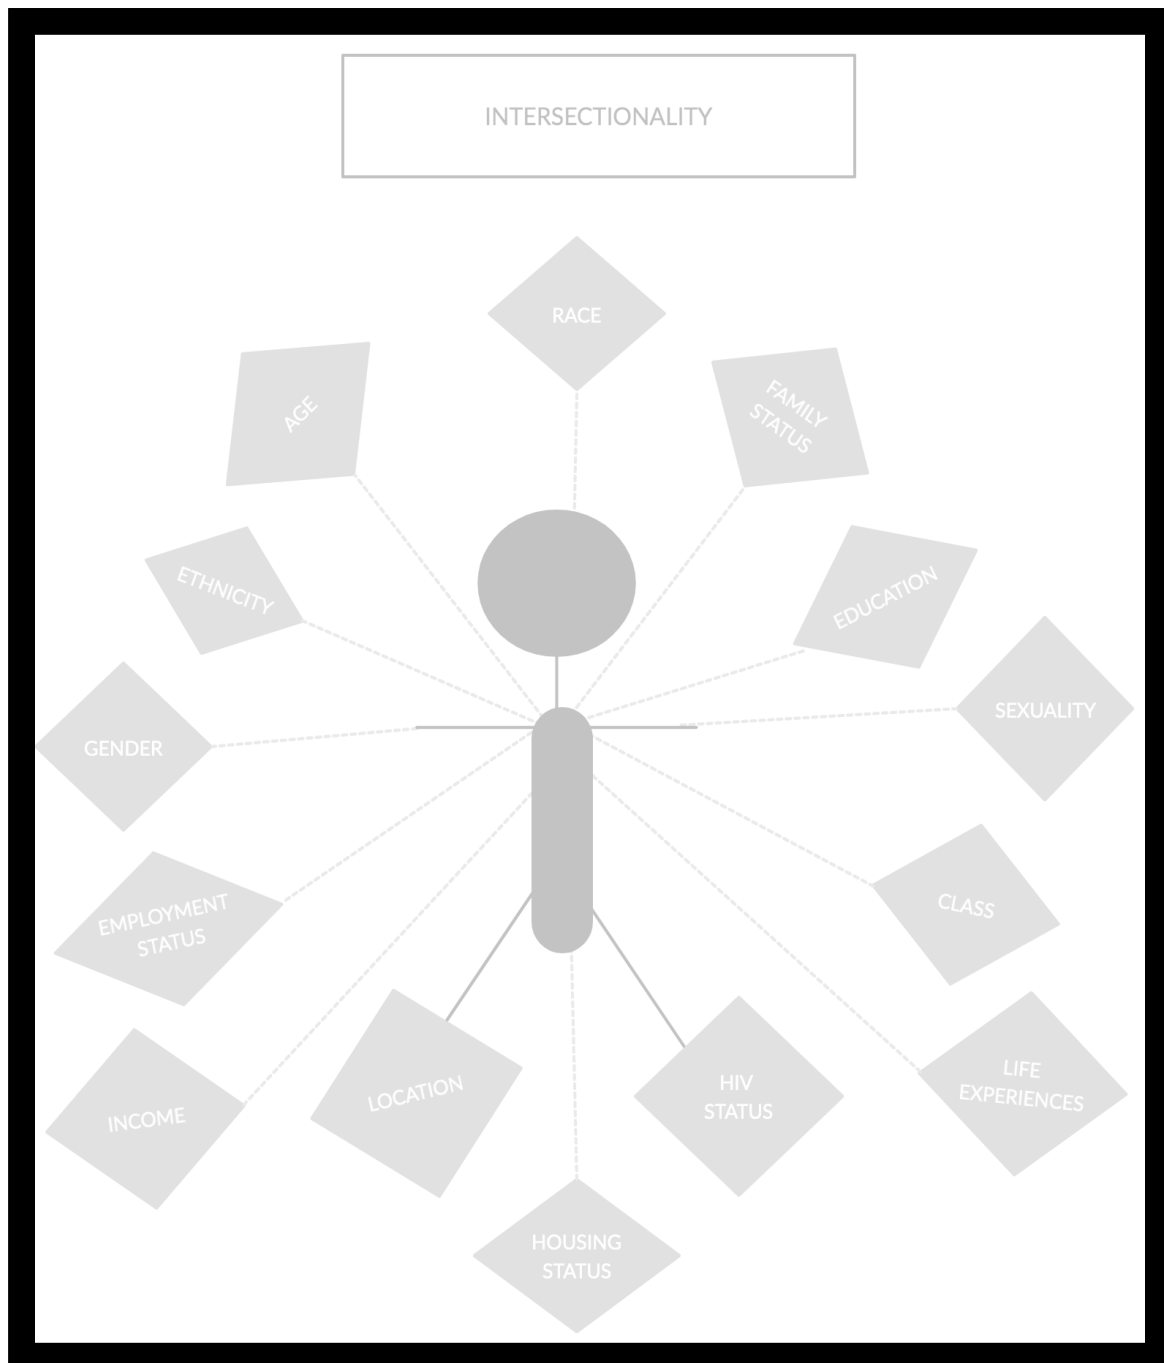 INTERSECTIONALITY
RACE
AGE
FAMILY
STATUS
ETHNICITY
EDUCATION
SEXUALITY
GENDER
CLASS
EMPLOYMENT
STATUS
LIFE
EXPERIENCES
INCOME
LOCATION
HIV
STATUS
HOUSING
STATUS